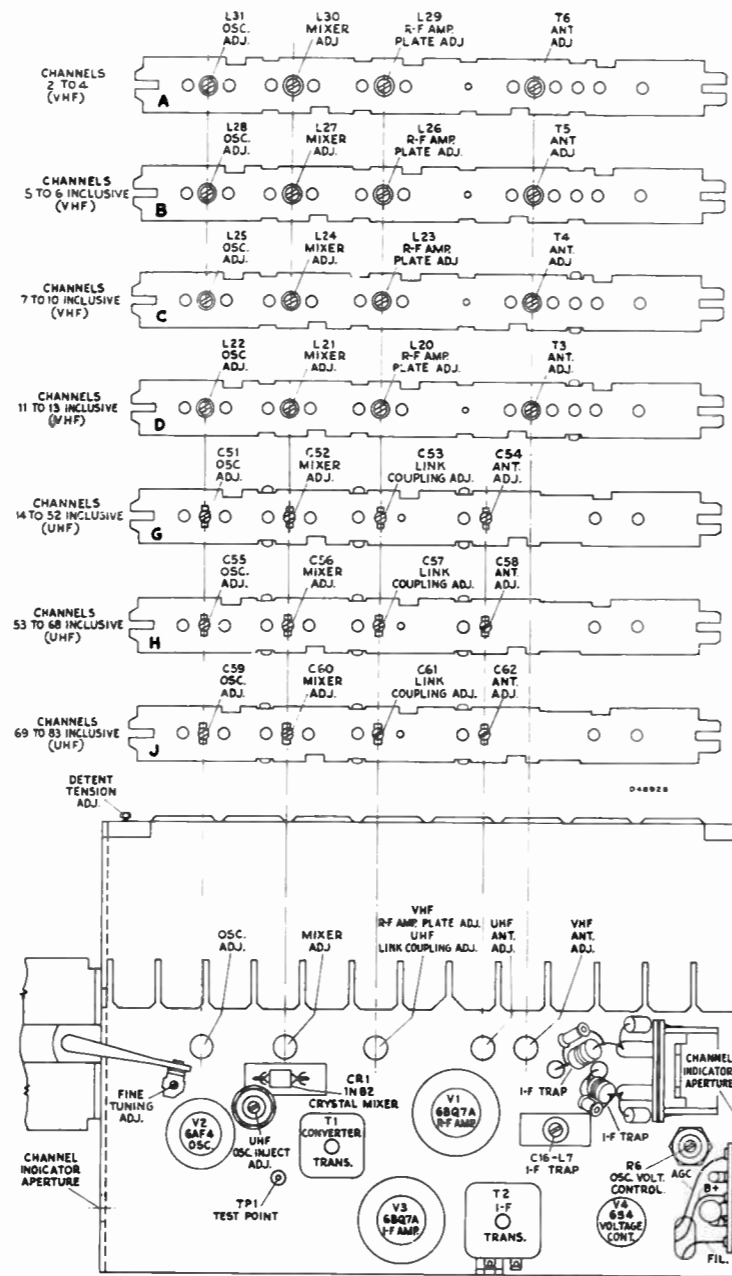 L31
OSC.
ADJ.
L30
MIXER
ADJ
L29
R-F AMP.
PLATE ADJ
T6
ANT
ADJ
CHANNELS
2 TO 4
(VHF)
A
L28
OSC.
ADJ.
L27
MIXER
ADJ.
L26
R-F AMP.
PLATE ADJ.
T5
ANT
ADJ
CHANNELS
5 TO 6 INCLUSIVE
(VHF)
B
L25
OSC.
ADJ.
L24
MIXER
ADJ.
L23
R-F AMP.
PLATE ADJ
T4
ANT.
ADJ
CHANNELS
7 TO 10 INCLUSIVE
(VHF)
C
L22
OSC
ADJ.
L21
MIXER
ADJ.
L20
R-F AMP.
PLATE ADJ.
T3
ANT.
ADJ.
CHANNELS
11 TO 13 INCLUSIVE
(VHF)
D
C51
OSC
ADJ.
C52
MIXER
ADJ.
C53
LINK
COUPLING ADJ.
C54
ANT.
ADJ.
CHANNELS
14 TO 52 INCLUSIVE
(UHF)
G
C55
OSC.
ADJ.
C56
MIXER
ADJ.
C57
LINK
COUPLING ADJ.
C58
ANT.
ADJ.
CHANNELS
53 TO 68 INCLUSIVE
(UHF)
H
C59
OSC.
ADJ.
C60
MIXER
ADJ.
C61
LINK
COUPLING ADJ.
C62
ANT.
ADJ.
CHANNELS
69 TO 83 INCLUSIVE
(UHF)
J
D48928
DETENT
TENSION
ADJ.
OSC.
ADJ.
MIXER
ADJ
VHF
R-F AMP. PLATE ADJ.
UHF
LINK COUPLING ADJ.
UHF
ANT.
ADJ.
VHF
ANT.
ADJ.
FINE
TUNING
ADJ.
CR1
1N82
CRYSTAL MIXER
V1
6BQ7A
R-F AMP.
I-F TRAP
I-F TRAP
CHANNEL
INDICATOR
APERTURE
V2
6AF4
OSC.
UHF
OSC. INJECT
ADJ.
T1
CONVERTER
TRANS.
C16-L7
I-F TRAP
R6
OSC. VOLT.
CONTROL
AGC
CHANNEL
INDICATOR
APERTURE
TP1
TEST POINT
V3
6BQ7A
I-F AMP.
T2
I-F
TRANS.
V4
6S4
VOLTAGE
CONT.
B+
FIL.